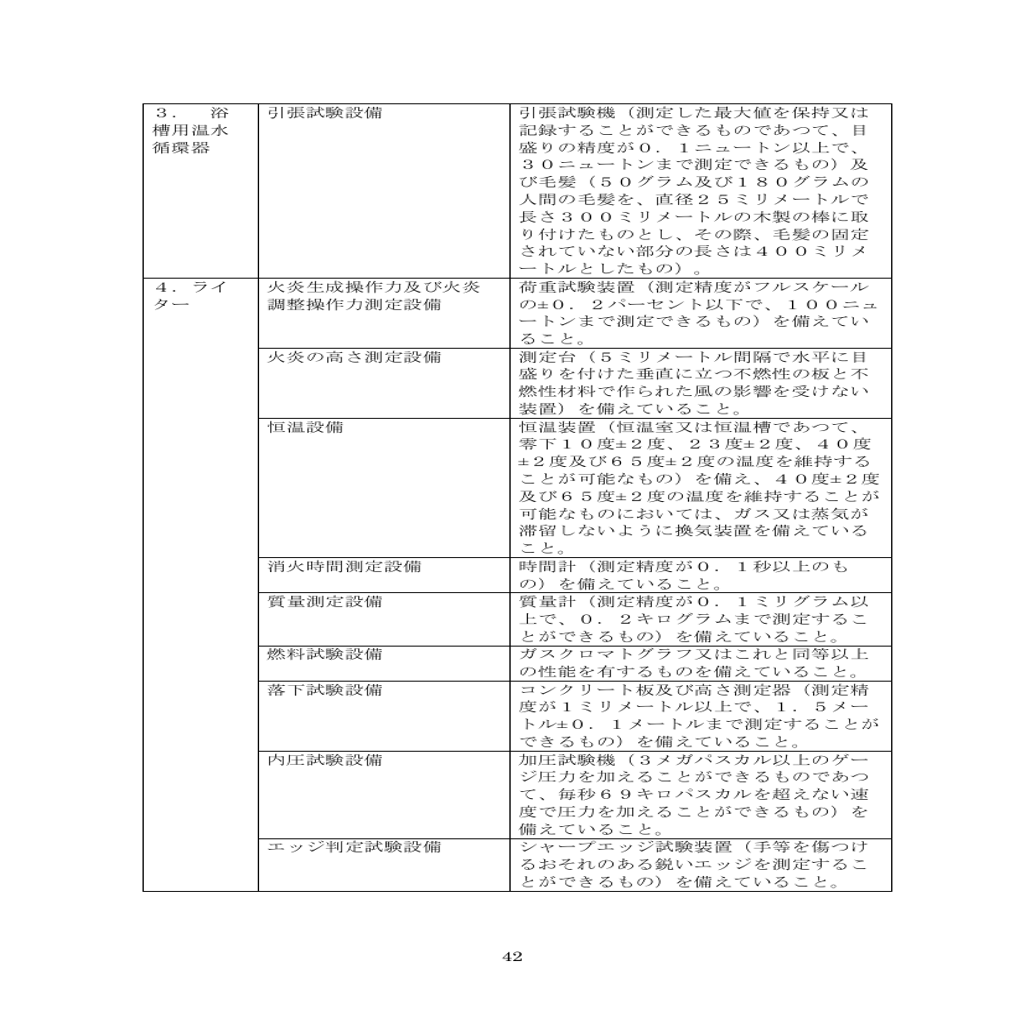 ３．　浴
槽用温水
循環器
引張試験設備
引張試験機（測定した最大値を保持又は
記録することができるものであつて、目
盛りの精度が０．１ニュートン以上で、
３０ニュートンまで測定できるもの）及
び毛髪（５０グラム及び１８０グラムの
人間の毛髪を、直径２５ミリメートルで
長さ３００ミリメートルの木製の棒に取
り付けたものとし、その際、毛髪の固定
されていない部分の長さは４００ミリメ
ートルとしたもの）。
４．ライ
ター
火炎生成操作力及び火炎
調整操作力測定設備
荷重試験装置（測定精度がフルスケール
の±０．２パーセント以下で、１００ニュ
ートンまで測定できるもの）を備えてい
ること。
火炎の高さ測定設備
測定台（５ミリメートル間隔で水平に目
盛りを付けた垂直に立つ不燃性の板と不
燃性材料で作られた風の影響を受けない
装置）を備えていること。
恒温設備
恒温装置（恒温室又は恒温槽であつて、
零下１０度±２度、２３度±２度、４０度
±２度及び６５度±２度の温度を維持する
ことが可能なもの）を備え、４０度±２度
及び６５度±２度の温度を維持することが
可能なものにおいては、ガス又は蒸気が
滞留しないように換気装置を備えている
こと。
消火時間測定設備
時間計（測定精度が０．１秒以上のも
の）を備えていること。
質量測定設備
質量計（測定精度が０．１ミリグラム以
上で、０．２キログラムまで測定するこ
とができるもの）を備えていること。
燃料試験設備
ガスクロマトグラフ又はこれと同等以上
の性能を有するものを備えていること。
落下試験設備
コンクリート板及び高さ測定器（測定精
度が１ミリメートル以上で、１．５メー
トル±０．１メートルまで測定することが
できるもの）を備えていること。
内圧試験設備
加圧試験機（３メガパスカル以上のゲー
ジ圧力を加えることができるものであつ
て、毎秒６９キロパスカルを超えない速
度で圧力を加えることができるもの）を
備えていること。
エッジ判定試験設備
シャープエッジ試験装置（手等を傷つけ
るおそれのある鋭いエッジを測定するこ
とができるもの）を備えていること。
42